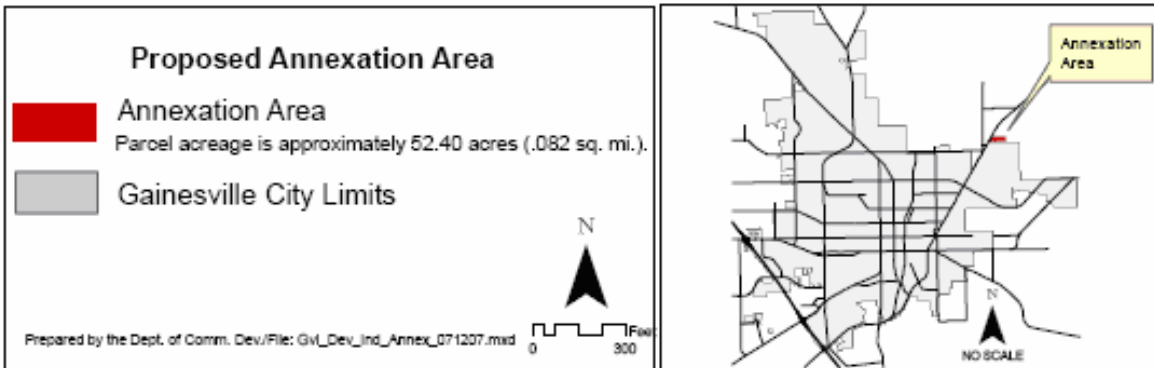 Proposed Annexation Area
Annexation Area
Parcel acreage is approximately 52.40 acres (.082 sq. mi.).
Gainesville City Limits
N
Prepared by the Dept. of Comm. Dev./File: Gvl_Dev_Ind_Annex_071207.mxd
Feet
0 300
Annexation
Area
N
NO SCALE